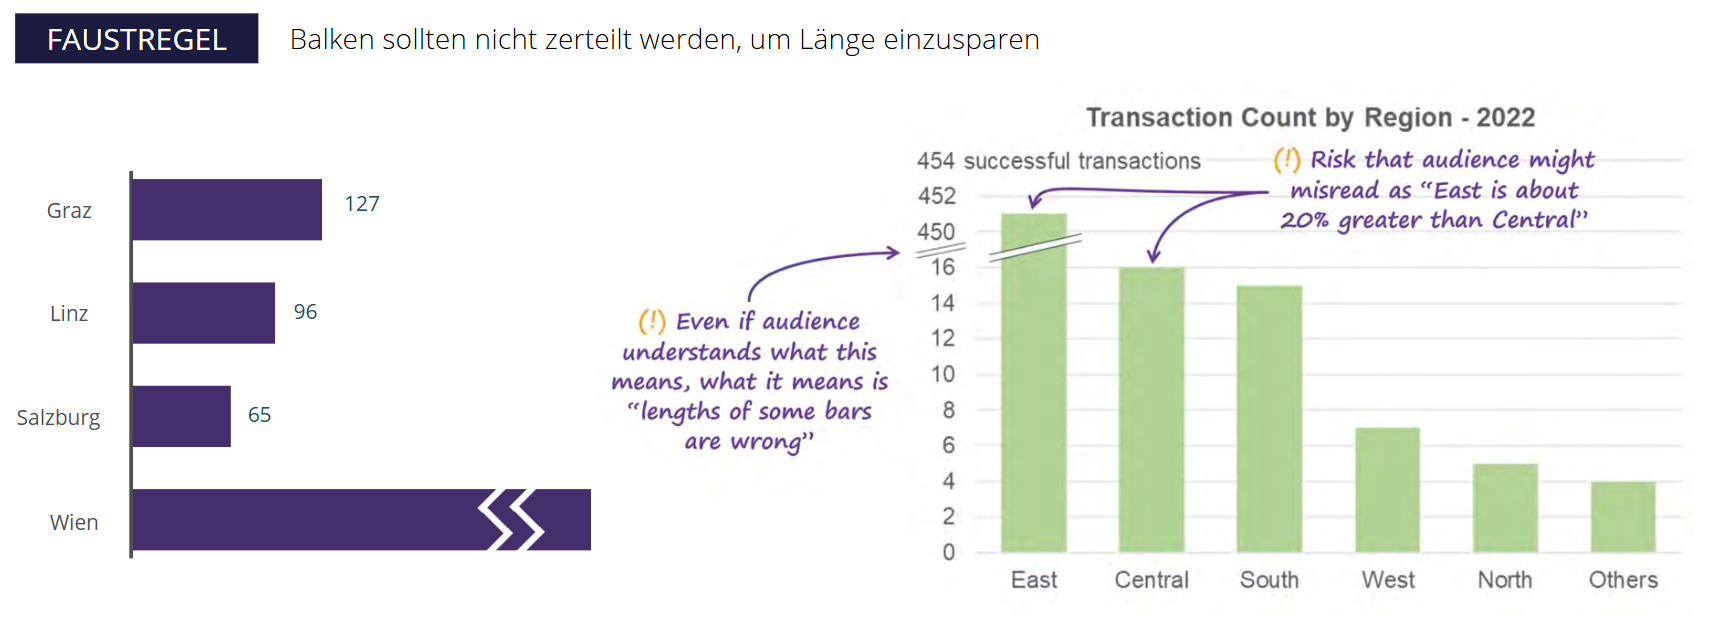 FAUSTREGEL
Balken sollten nicht zerteilt werden, um Länge einzusparen
Graz
127
Linz
96
Salzburg
65
Wien
(!) Even if audience
understands what this
means, what it means is
“lengths of some bars
are wrong”
Transaction Count by Region - 2022
454 successful transactions
452
450
16
14
12
10
8
6
4
2
0
(!) Risk that audience might
misread as “East is about
20% greater than Central”
East
Central
South
West
North
Others